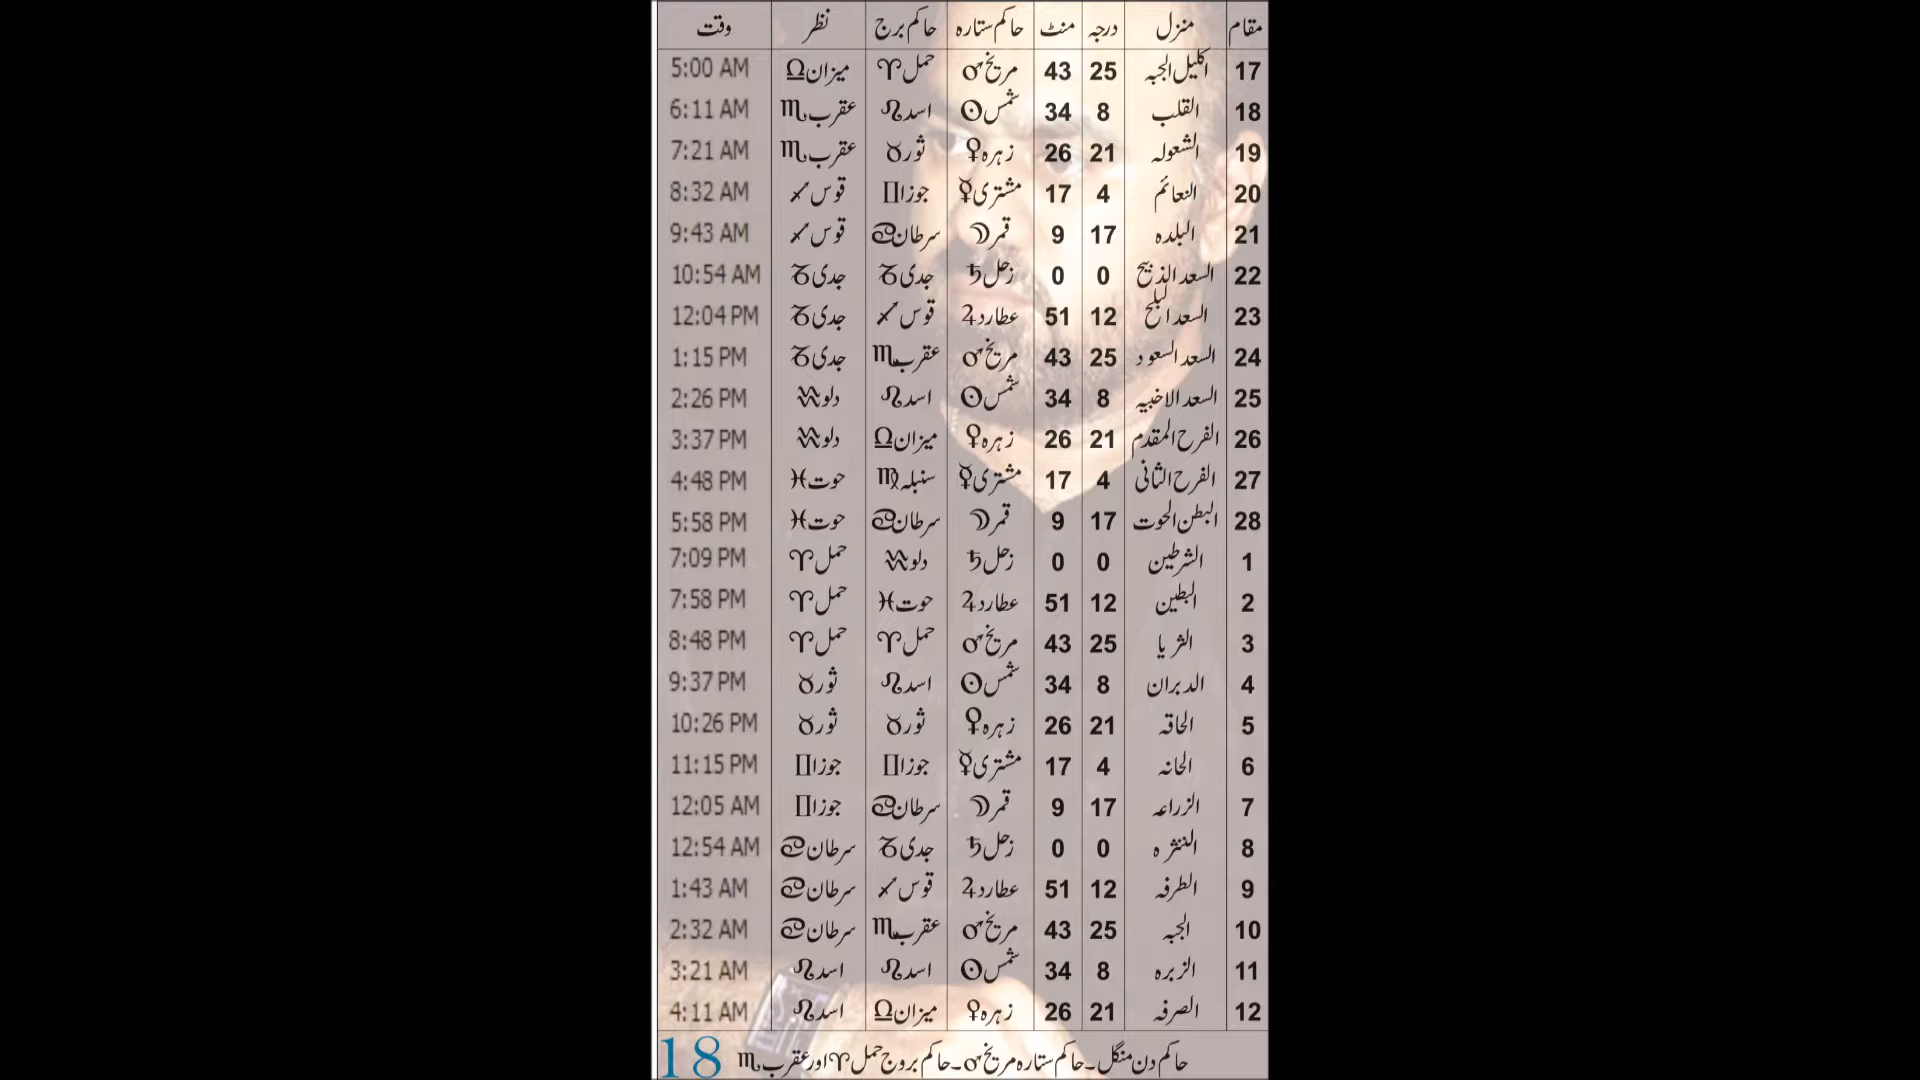 مقام منزل درجہ منٹ حاکم ستارہ حاکم برج نظر وقت
17 اکلیل الجبہ 25 43 مریخ♂ حمل♈ میزان♎ 5:00 AM
18 القلب 8 34 شمس☉ اسد♌ عقرب♏ 6:11 AM
19 الشعولہ 21 26 زہرہ♀ ثور♉ عقرب♏ 7:21 AM
20 النعائم 4 17 مشتری☿ جوزا♊ قوس♐ 8:32 AM
21 البلدہ 17 9 قمر☽ سرطان♋ قوس♐ 9:43 AM
22 السعد الذبیح 0 0 زحل♄ جدی♑ جدی♑ 10:54 AM
23 السعد البلح 12 51 عطارد♃ قوس♐ جدی♑ 12:04 PM
24 السعد السعود 25 43 مریخ♂ عقرب♏ جدی♑ 1:15 PM
25 السعد الاخبیہ 8 34 شمس☉ اسد♌ دلو♒ 2:26 PM
26 الفرح المقدم 21 26 زہرہ♀ میزان♎ دلو♒ 3:37 PM
27 الفرح الثانی 4 17 مشتری☿ سنبلہ♍ حوت♓ 4:48 PM
28 البطن الحوت 17 9 قمر☽ سرطان♋ حوت♓ 5:58 PM
1 الشرطین 0 0 زحل♄ دلو♒ حمل♈ 7:09 PM
2 البطین 12 51 عطارد♃ حوت♓ حمل♈ 7:58 PM
3 الثریا 25 43 مریخ♂ حمل♈ حمل♈ 8:48 PM
4 الدبران 8 34 شمس☉ اسد♌ ثور♉ 9:37 PM
5 الحاقہ 21 26 زہرہ♀ ثور♉ ثور♉ 10:26 PM
6 الحانہ 4 17 مشتری☿ جوزا♊ جوزا♊ 11:15 PM
7 الزراعہ 17 9 قمر☽ سرطان♋ جوزا♊ 12:05 AM
8 النثرہ 0 0 زحل♄ جدی♑ سرطان♋ 12:54 AM
9 الطرفہ 12 51 عطارد♃ قوس♐ سرطان♋ 1:43 AM
10 الجبہ 25 43 مریخ♂ عقرب♏ سرطان♋ 2:32 AM
11 الزبرہ 8 34 شمس☉ اسد♌ اسد♌ 3:21 AM
12 الصرفہ 21 26 زہرہ♀ میزان♎ اسد♌ 4:11 AM
حاکم دن منگل۔حاکم ستارہ مریخ♂۔حاکم بروج حمل♈اور عقرب♏ 18